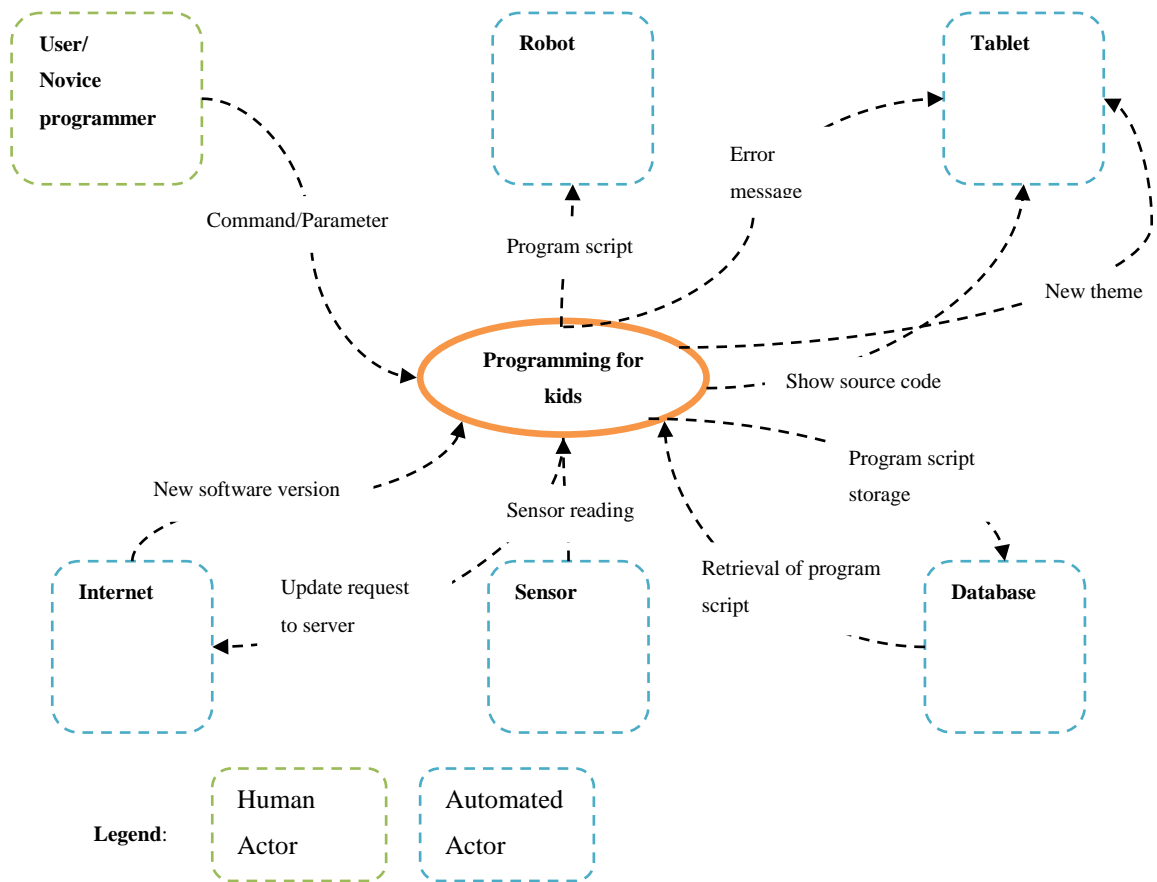 User/
Novice
programmer
Robot
Tablet
Error
message
Command/Parameter
Program script
New theme
Programming for
kids
Show source code
Program script
storage
New software version
Sensor reading
Retrieval of program
script
Internet
Update request
to server
Sensor
Database
Legend:
Human
Actor
Automated
Actor